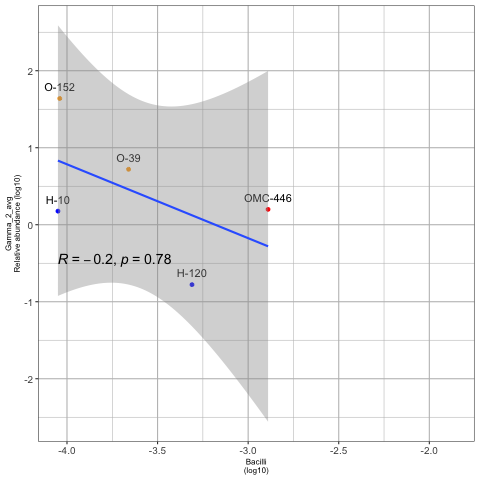 2
1
0
-1
-2
Gamma_2_avg
Relative abundance (log10)
O-152
O-39
H-10
OMC-446
R = −0.2, p = 0.78
H-120
-4.0
-3.5
-3.0
-2.5
-2.0
Bacilli
(log10)